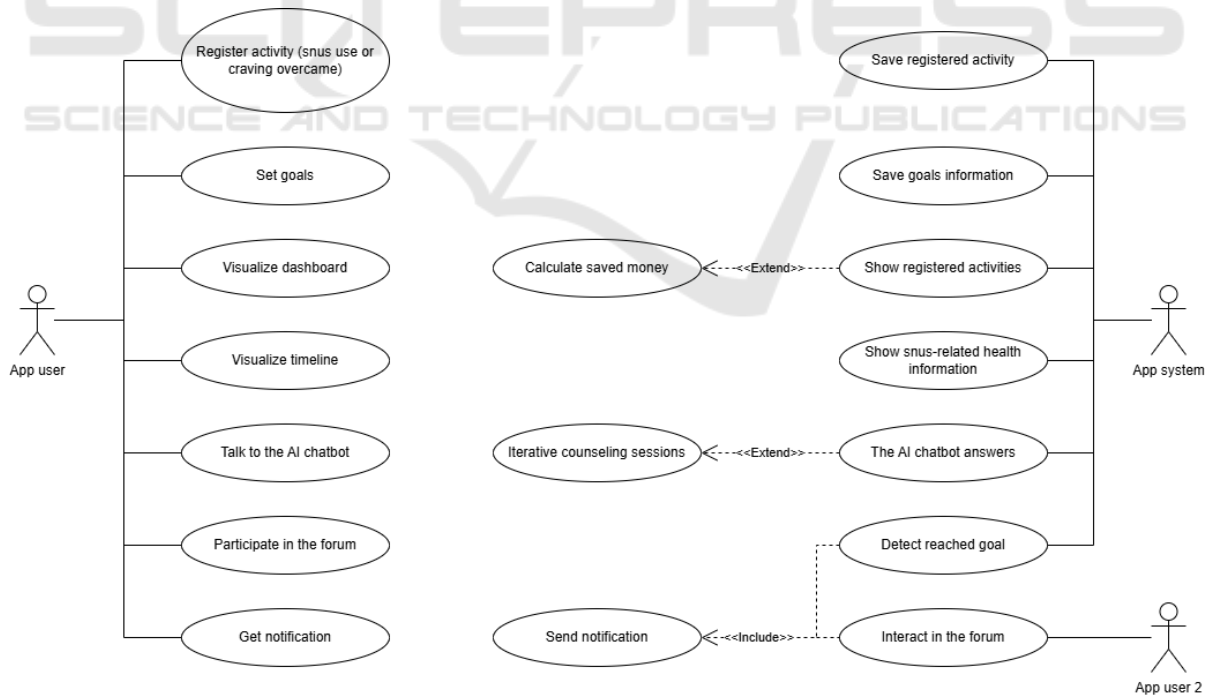 SCITEPRESS
SCIENCE AND TECHNOLOGY PUBLICATIONS
Register activity (snus use or
craving overcame)
Save registered activity
Set goals
Save goals information
Visualize dashboard
Calculate saved money
<<Extend>>
Show registered activities
App user
Visualize timeline
Show snus-related health
information
App system
Talk to the AI chatbot
Iterative counseling sessions
<<Extend>>
The AI chatbot answers
Participate in the forum
Detect reached goal
Get notification
Send notification
<<Include>>
Interact in the forum
App user 2